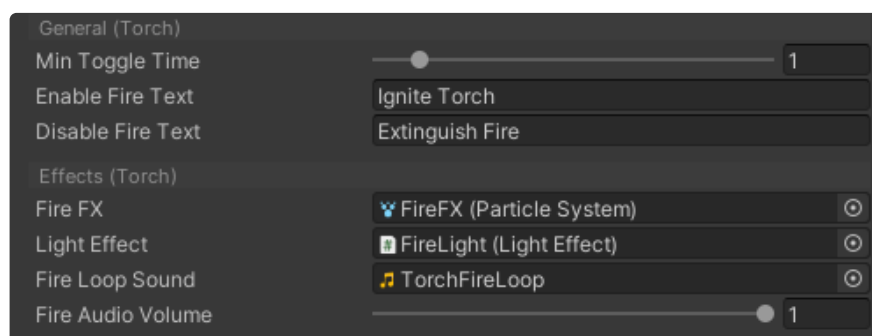 General (Torch)
Min Toggle Time 1
Enable Fire Text Ignite Torch
Disable Fire Text Extinguish Fire
Effects (Torch)
Fire FX FireFX (Particle System)
Light Effect FireLight (Light Effect)
Fire Loop Sound TorchFireLoop
Fire Audio Volume 1